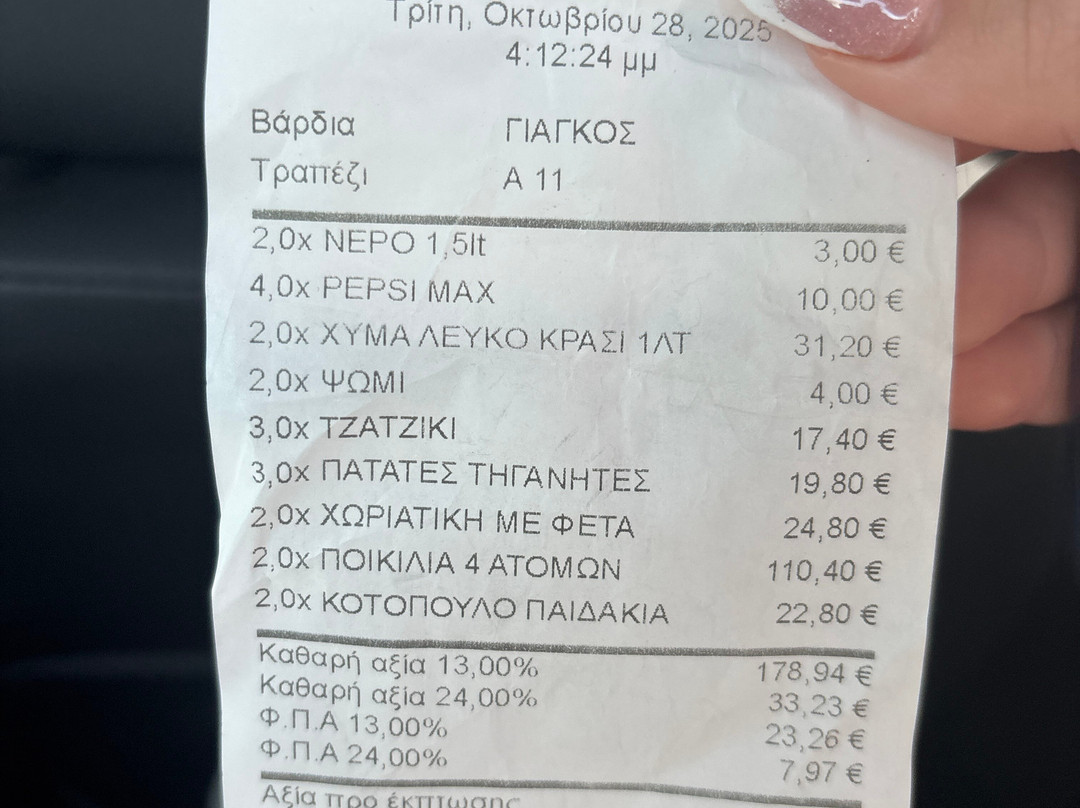 Τρίτη, Οκτωβρίου 28, 2025
4:12:24 μμ
Βάρδια ΓΙΑΓΚΟΣ
Τραπέζι Α 11
2,0x ΝΕΡΟ 1,5lt 3,00 €
4,0x PEPSI MAX 10,00 €
2,0x ΧΥΜΑ ΛΕΥΚΟ ΚΡΑΣΙ 1ΛΤ 31,20 €
2,0x ΨΩΜΙ 4,00 €
3,0x ΤΖΑΤΖΙΚΙ 17,40 €
3,0x ΠΑΤΑΤΕΣ ΤΗΓΑΝΗΤΕΣ 19,80 €
2,0x ΧΩΡΙΑΤΙΚΗ ΜΕ ΦΕΤΑ 24,80 €
2,0x ΠΟΙΚΙΛΙΑ 4 ΑΤΟΜΩΝ 110,40 €
2,0x ΚΟΤΟΠΟΥΛΟ ΠΑΙΔΑΚΙΑ 22,80 €
Καθαρή αξία 13,00% 178,94 €
Καθαρή αξία 24,00% 33,23 €
Φ.Π.Α 13,00% 23,26 €
Φ.Π.Α 24,00% 7,97 €
Αξία προ έκπτωσης